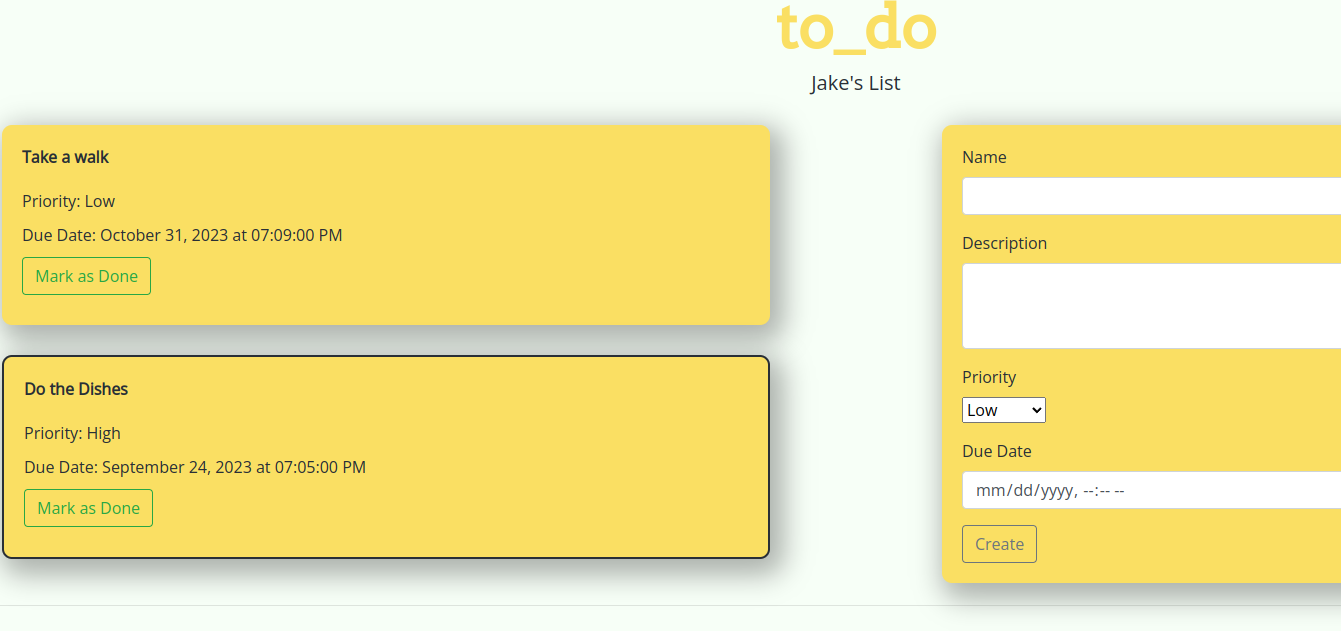 to_do
Jake's List
Take a walk
Priority: Low
Due Date: October 31, 2023 at 07:09:00 PM
Mark as Done
Do the Dishes
Priority: High
Due Date: September 24, 2023 at 07:05:00 PM
Mark as Done
Name
Description
Priority
Low
Due Date
mm/dd/yyyy, --:-- --
Create